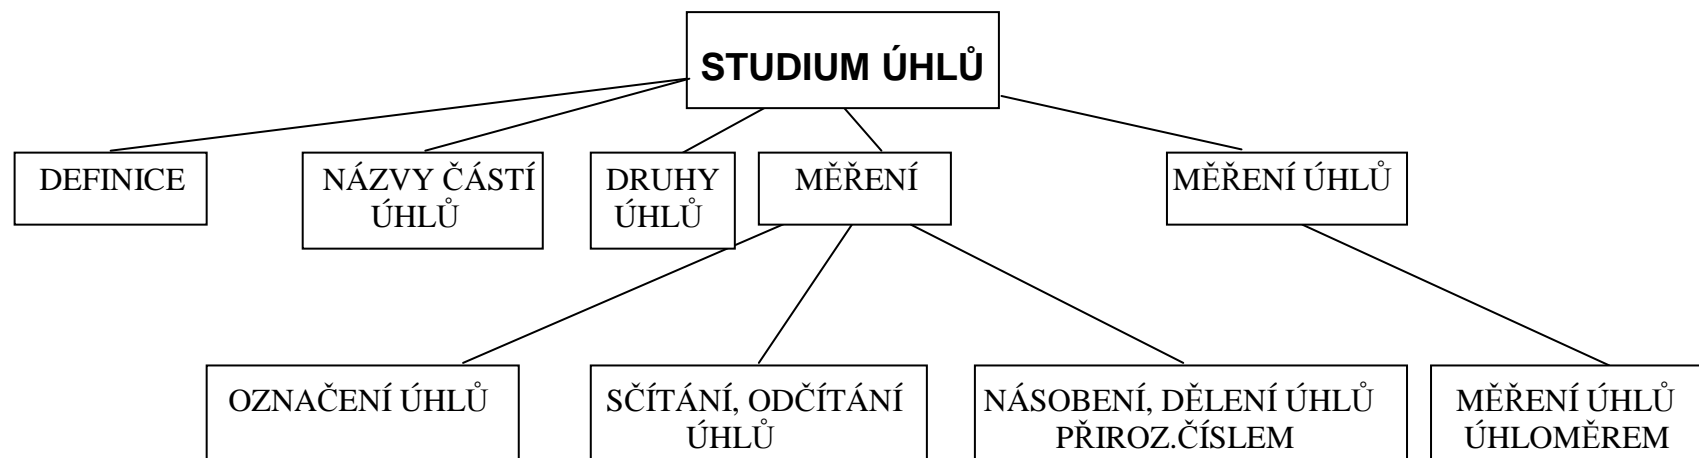 STUDIUM ÚHLŮ
DEFINICE
NÁZVY ČÁSTÍ
ÚHLŮ
DRUHY
ÚHLŮ
MĚŘENÍ
MĚŘENÍ ÚHLŮ
OZNAČENÍ ÚHLŮ
SČÍTÁNÍ, ODČÍTÁNÍ
ÚHLŮ
NÁSOBENÍ, DĚLENÍ ÚHLŮ
PŘIROZ.ČÍSLEM
MĚŘENÍ ÚHLŮ
ÚHLOMĚREM